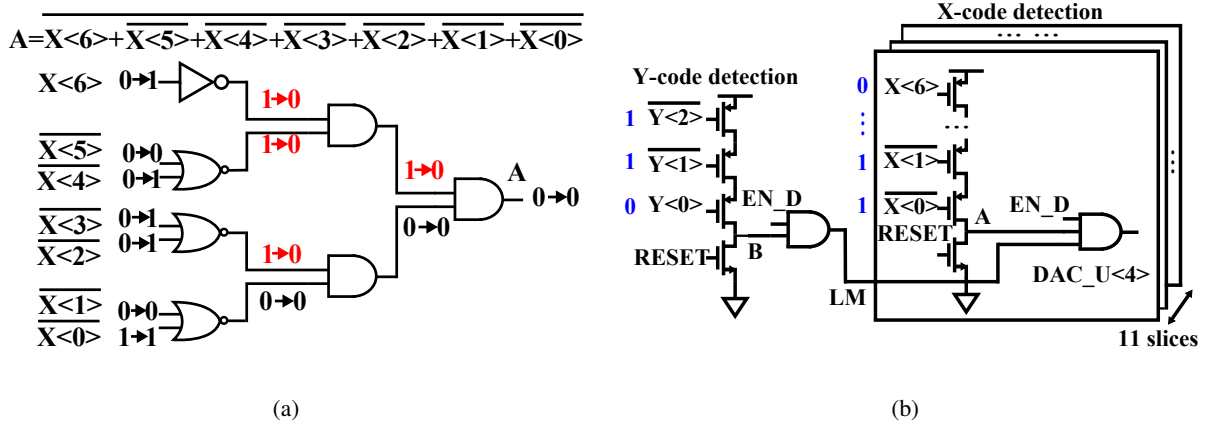 A=X̅<̅6̅>̅+̅X̅<̅5̅>̅+̅X̅<̅4̅>̅+̅X̅<̅3̅>̅+̅X̅<̅2̅>̅+̅X̅<̅1̅>̅+̅X̅<̅0̅>̅
X<6> 0→1
1→0
X̅<̅5̅>̅ 0→0
X̅<̅4̅>̅ 0→1
1→0
1→0
A
0→0
X̅<̅3̅>̅ 0→1
X̅<̅2̅>̅ 0→1
1→0
0→0
X̅<̅1̅>̅ 0→0
X̅<̅0̅>̅ 1→1
0→0
(a)
X-code detection
... ...
Y-code detection
1 Y̅<̅2̅>̅
1 Y̅<̅1̅>̅
0 Y<0>
RESET
EN_D
B
LM
0 X<6>
...
1 X̅<̅1̅>̅
1 X̅<̅0̅>̅
RESET
A
EN_D
DAC_U<4>
11 slices
(b)